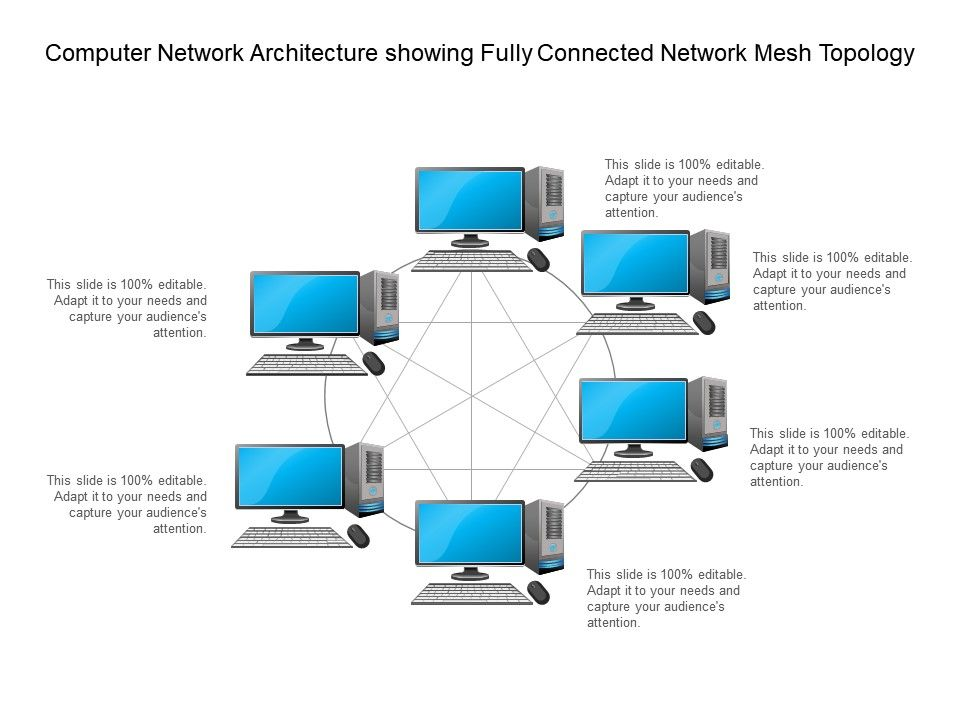 Computer Network Architecture showing Fully Connected Network Mesh Topology
This slide is 100% editable.
Adapt it to your needs and
capture your audience's
attention.
This slide is 100% editable.
Adapt it to your needs and
capture your audience's
attention.
This slide is 100% editable.
Adapt it to your needs and
capture your audience's
attention.
This slide is 100% editable.
Adapt it to your needs and
capture your audience's
attention.
This slide is 100% editable.
Adapt it to your needs and
capture your audience's
attention.
This slide is 100% editable.
Adapt it to your needs and
capture your audience's
attention.